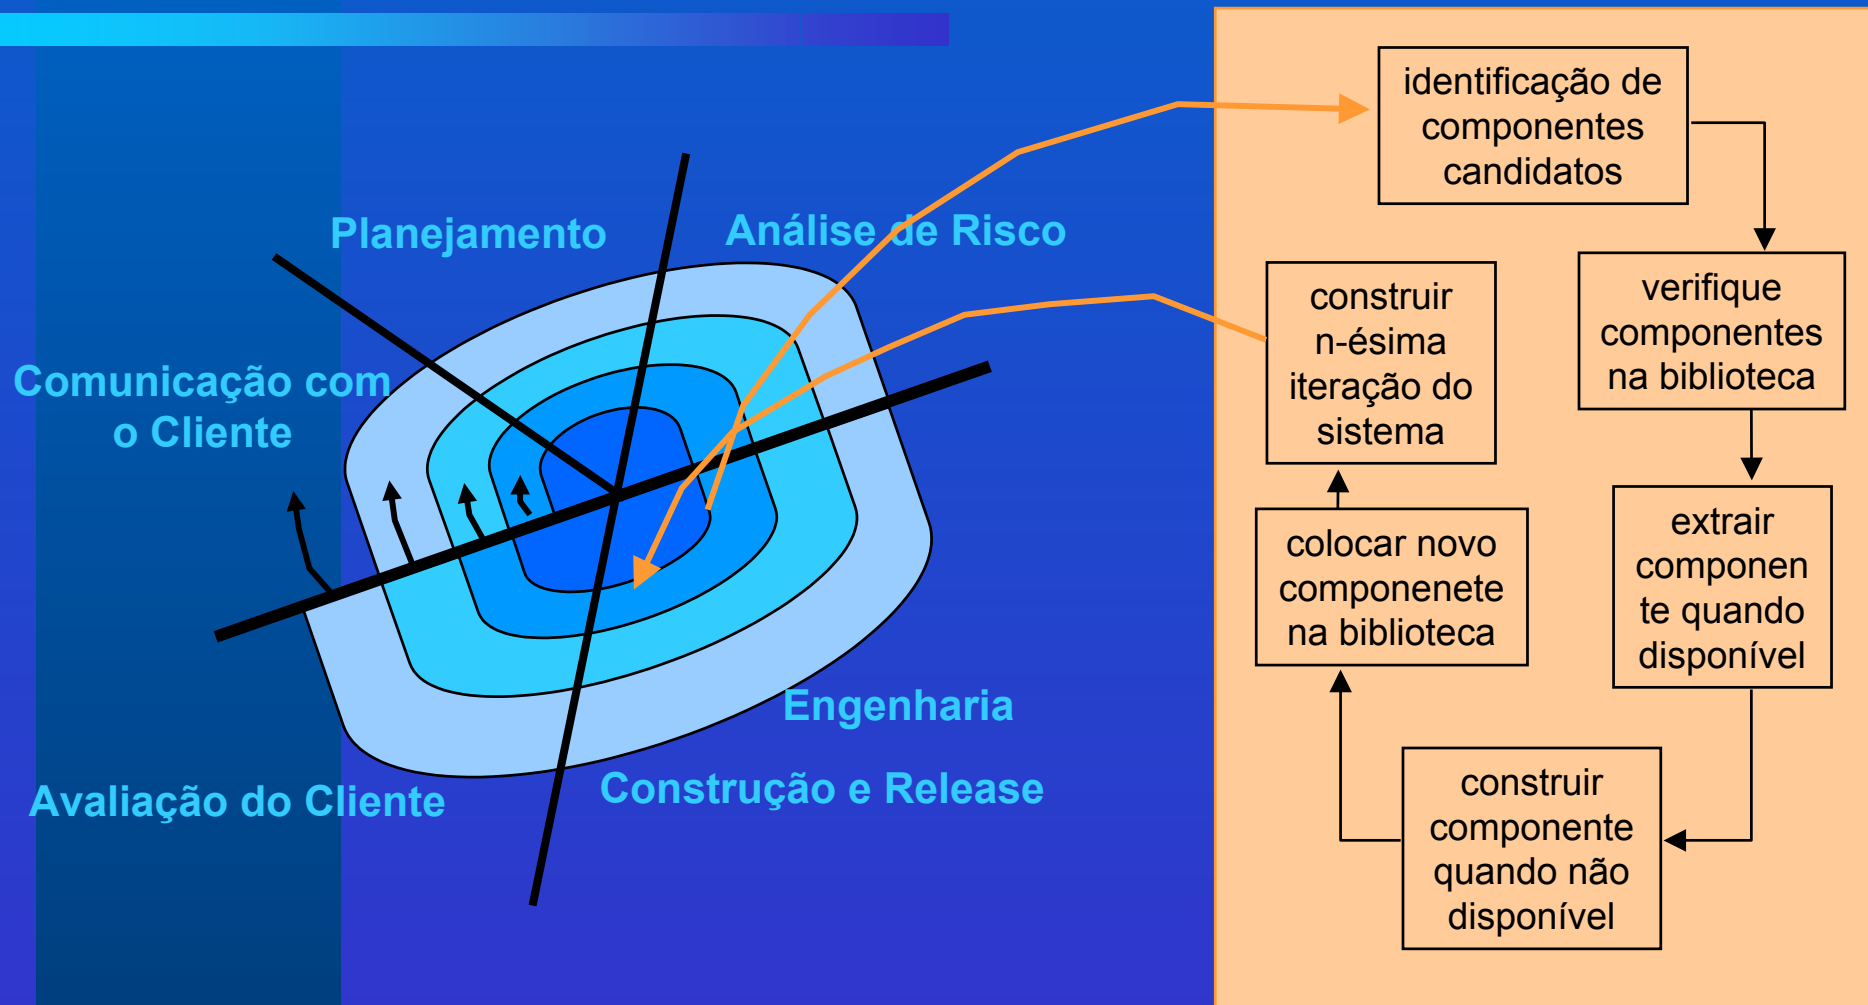 Planejamento
Análise de Risco
Comunicação com
o Cliente
Engenharia
Construção e Release
Avaliação do Cliente
identificação de
componentes
candidatos
verifique
componentes
na biblioteca
extrair
componen
te quando
disponível
construir
componente
quando não
disponível
colocar novo
componenete
na biblioteca
construir
n-ésima
iteração do
sistema